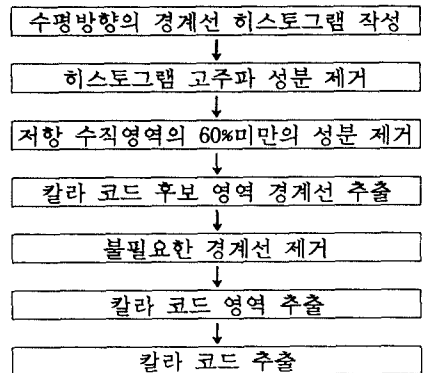 수평방향의 경계선 히스토그램 작성
히스토그램 고주파 성분 제거
저항 수직영역의 60%미만의 성분 제거
칼라 코드 후보 영역 경계선 추출
불필요한 경계선 제거
칼라 코드 영역 추출
칼라 코드 추출